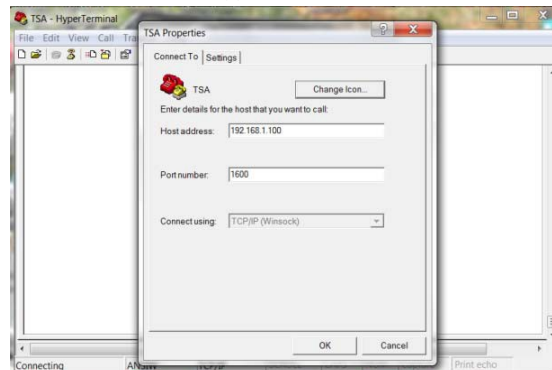 TSA - HyperTerminal
File Edit View Call Tra
TSA Properties
Connect To Settings
TSA
Change Icon...
Enter details for the host that you want to call:
Host address: 192.168.1.100
Port number: 1600
Connect using: TCP/IP (Winsock)
OK Cancel
Connecting
Print echo